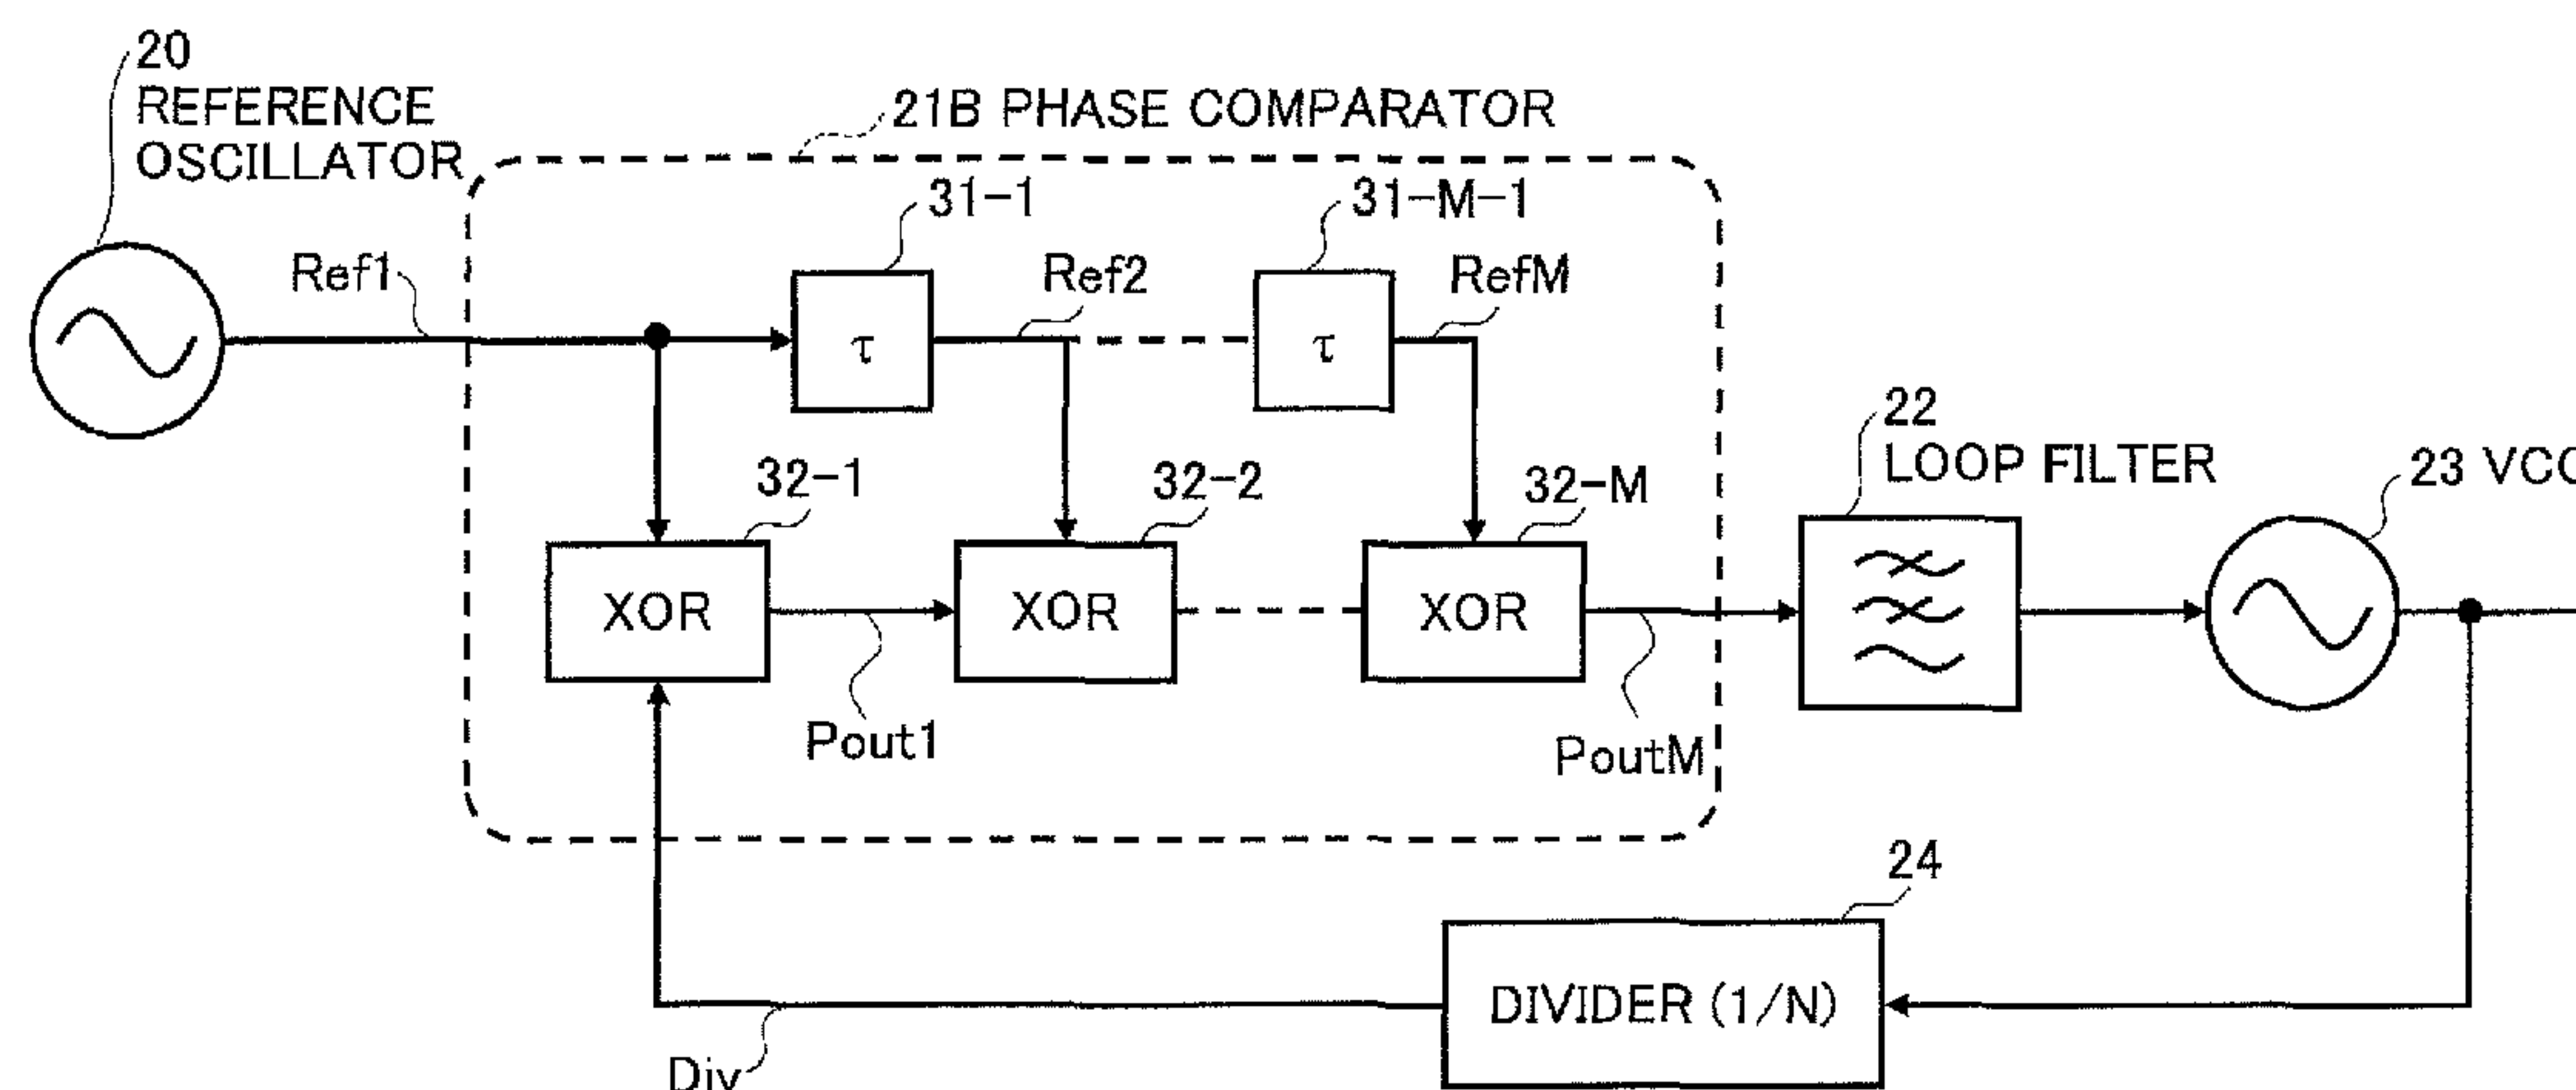 20
REFERENCE
OSCILLATOR
21B PHASE COMPARATOR
31-1
31-M-1
Ref1
Ref2
RefM
τ
τ
22
LOOP FILTER
23
32-1
32-2
32-M
XOR
XOR
XOR
Pout1
PoutM
24
DIVIDER (1/N)
Div